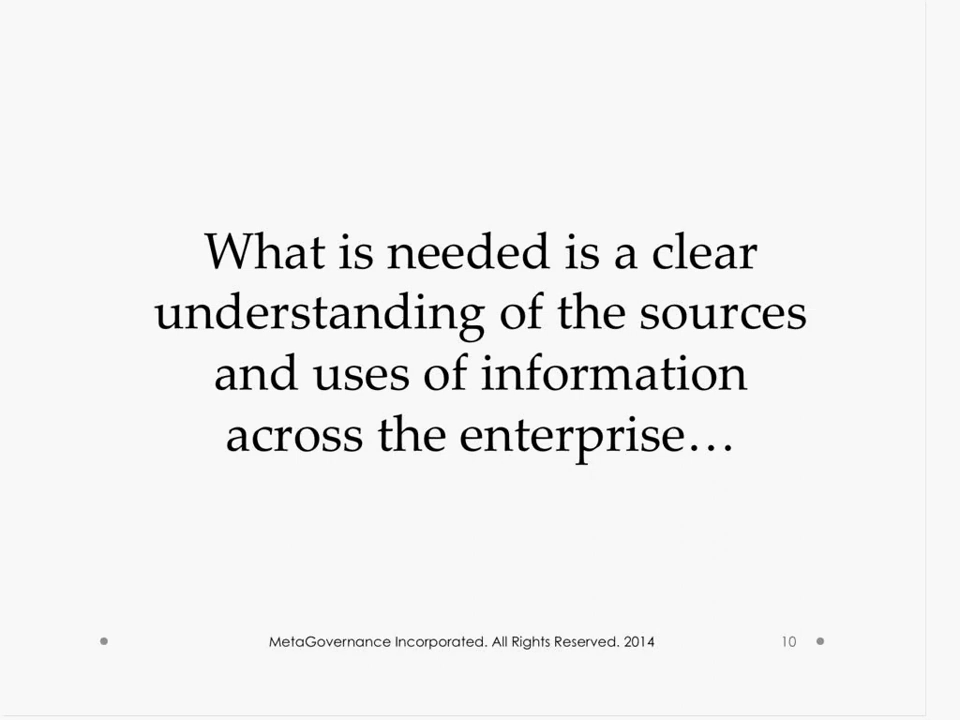 What is needed is a clear
understanding of the sources
and uses of information
across the enterprise…
MetaGovernance Incorporated. All Rights Reserved. 2014
10